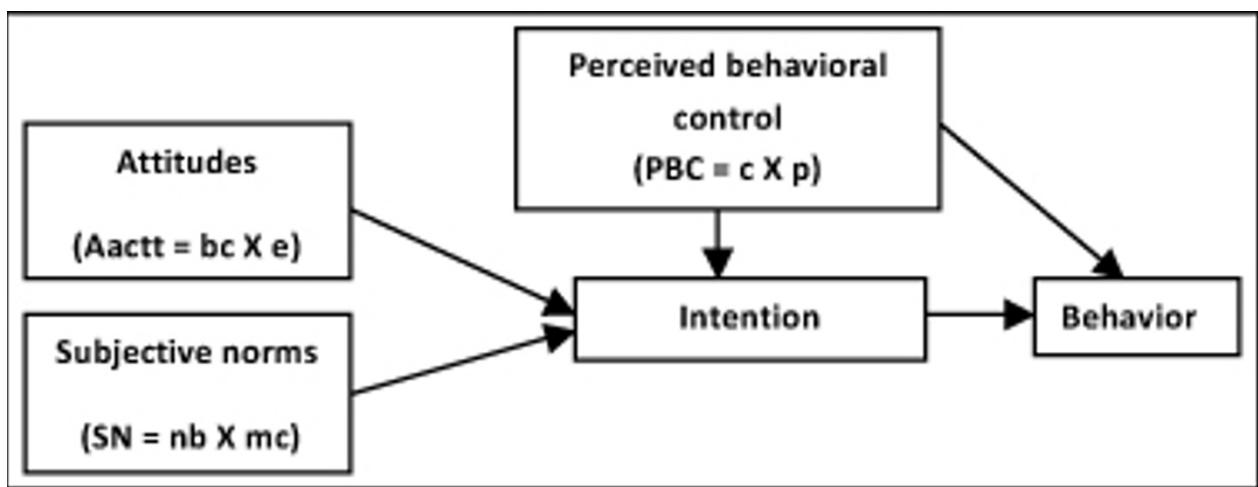 Perceived behavioral
control
(PBC = c X p)
Attitudes
(Aactt = bc X e)
Subjective norms
(SN = nb X mc)
Intention
Behavior